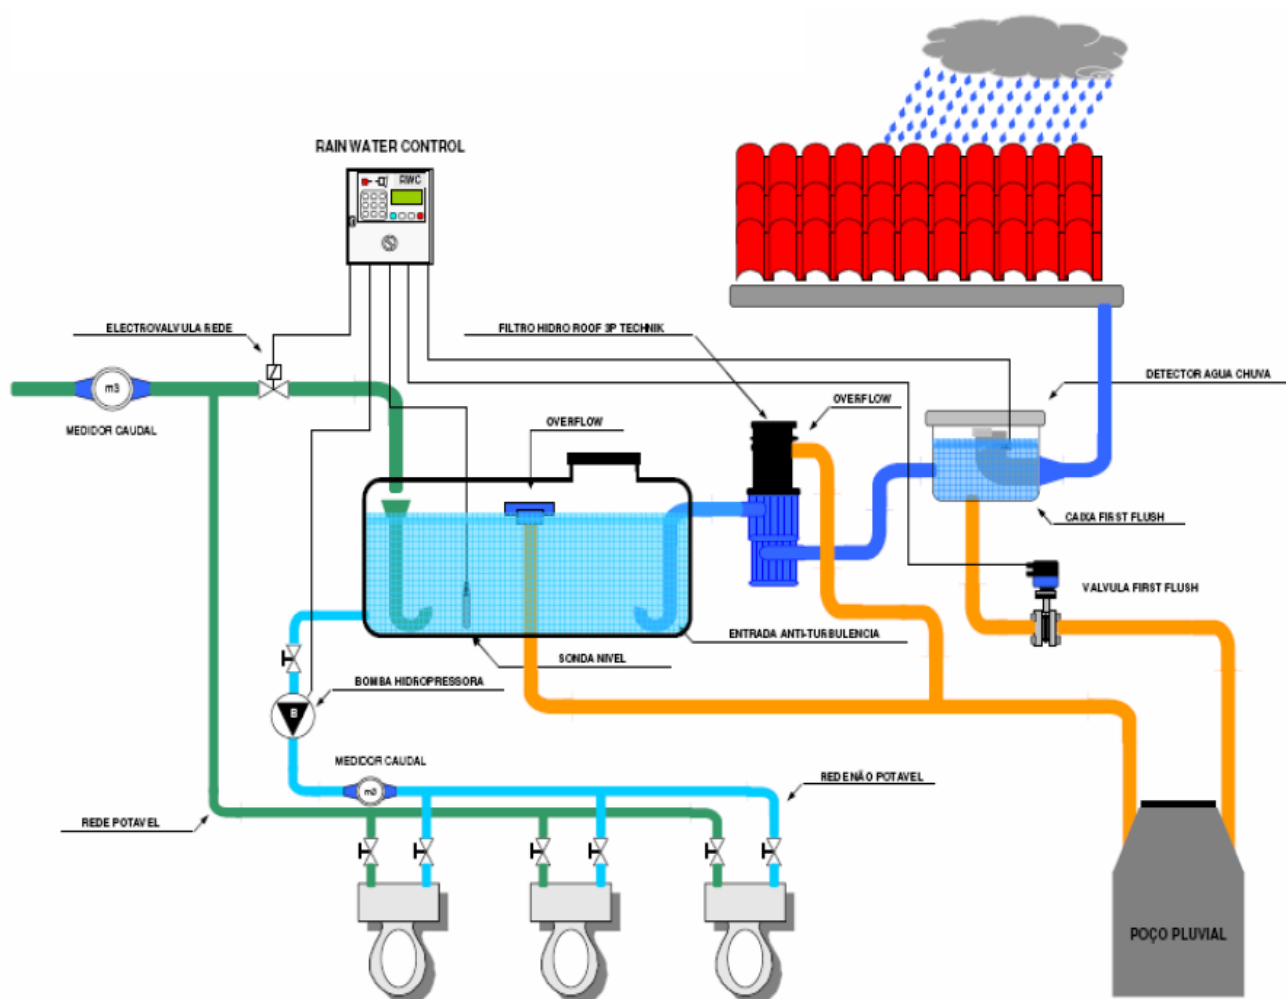 RAIN WATER CONTROL
RWC
ELECTROVALVULA REDE
FILTRO HIDRO ROOF 3P TECHNIK
DETECTOR AGUA CHUVA
m3
OVERFLOW
MEDIDOR CAUDAL
OVERFLOW
CAIXA FIRST FLUSH
VALVULA FIRST FLUSH
ENTRADA ANTI-TURBULENCIA
SONDA NIVEL
BOMBA HIDROPRESSORA
B
MEDIDOR CAUDAL
REDE NÃO POTAVEL
m3
REDE POTAVEL
POÇO PLUVIAL